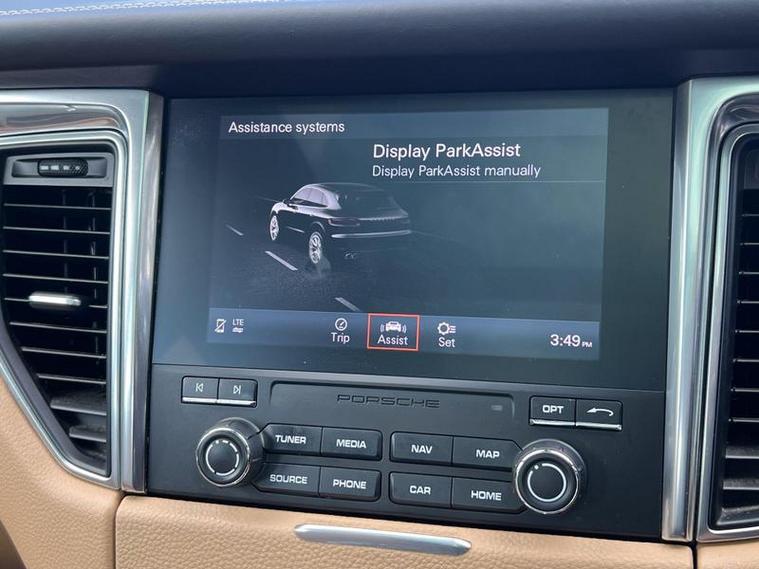 Assistance systems
Display ParkAssist
Display ParkAssist manually
LTE
Trip
Assist
Set
3:49 PM
PORSCHE
OPT
TUNER
MEDIA
NAV
MAP
SOURCE
PHONE
CAR
HOME